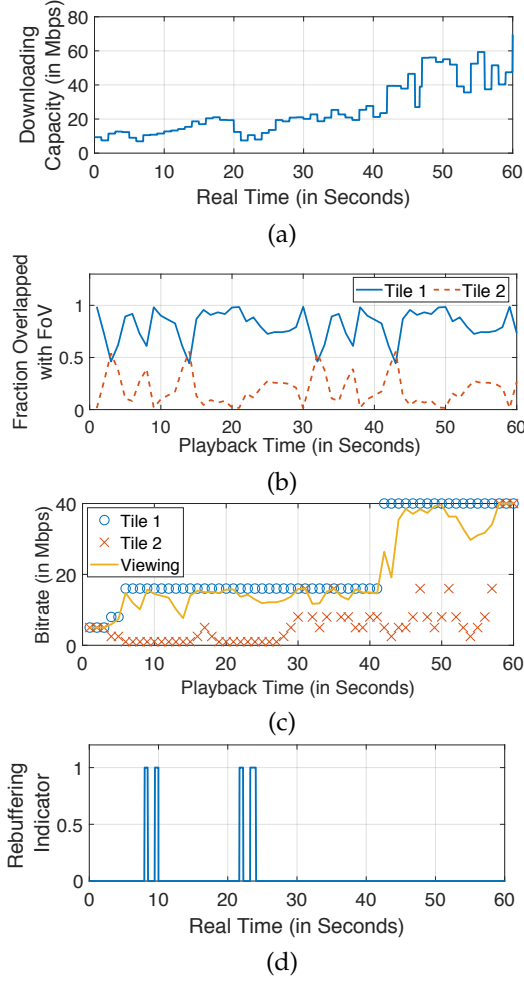 Downloading
Capacity (in Mbps)
80
60
40
20
0
0 10 20 30 40 50 60
Real Time (in Seconds)
(a)
Fraction Overlapped
with FoV
1
0.5
0
Tile 1 Tile 2
0 10 20 30 40 50 60
Playback Time (in Seconds)
(b)
Bitrate (in Mbps)
40
20
0
Tile 1
Tile 2
Viewing
0 10 20 30 40 50 60
Playback Time (in Seconds)
(c)
Rebuffering
Indicator
1
0.5
0
0 10 20 30 40 50 60
Real Time (in Seconds)
(d)